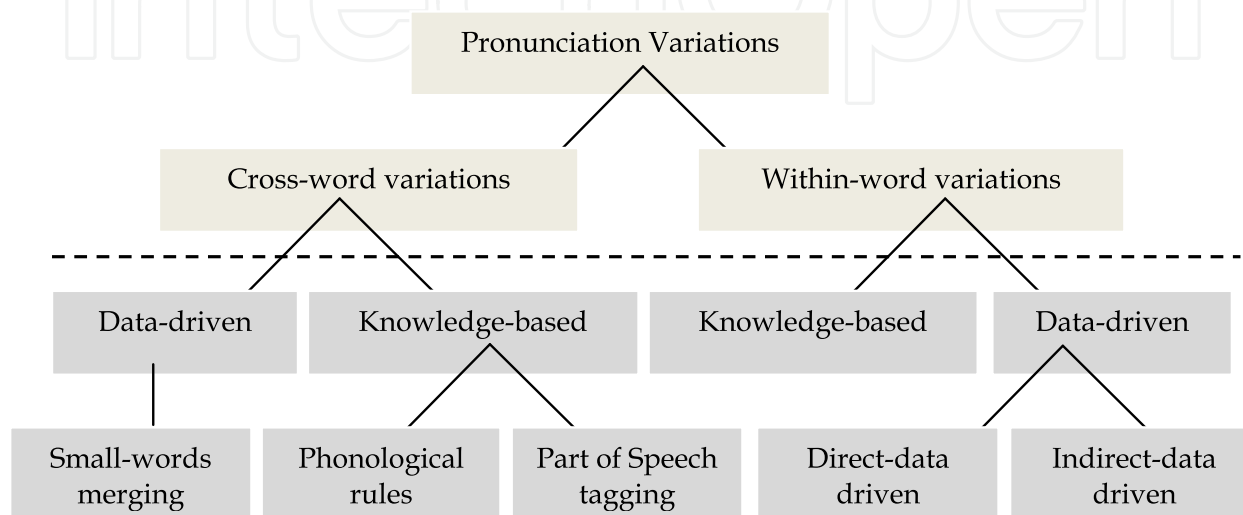 Pronunciation Variations
Cross-word variations
Within-word variations
Data-driven
Knowledge-based
Knowledge-based
Data-driven
Small-words
merging
Phonological
rules
Part of Speech
tagging
Direct-data
driven
Indirect-data
driven